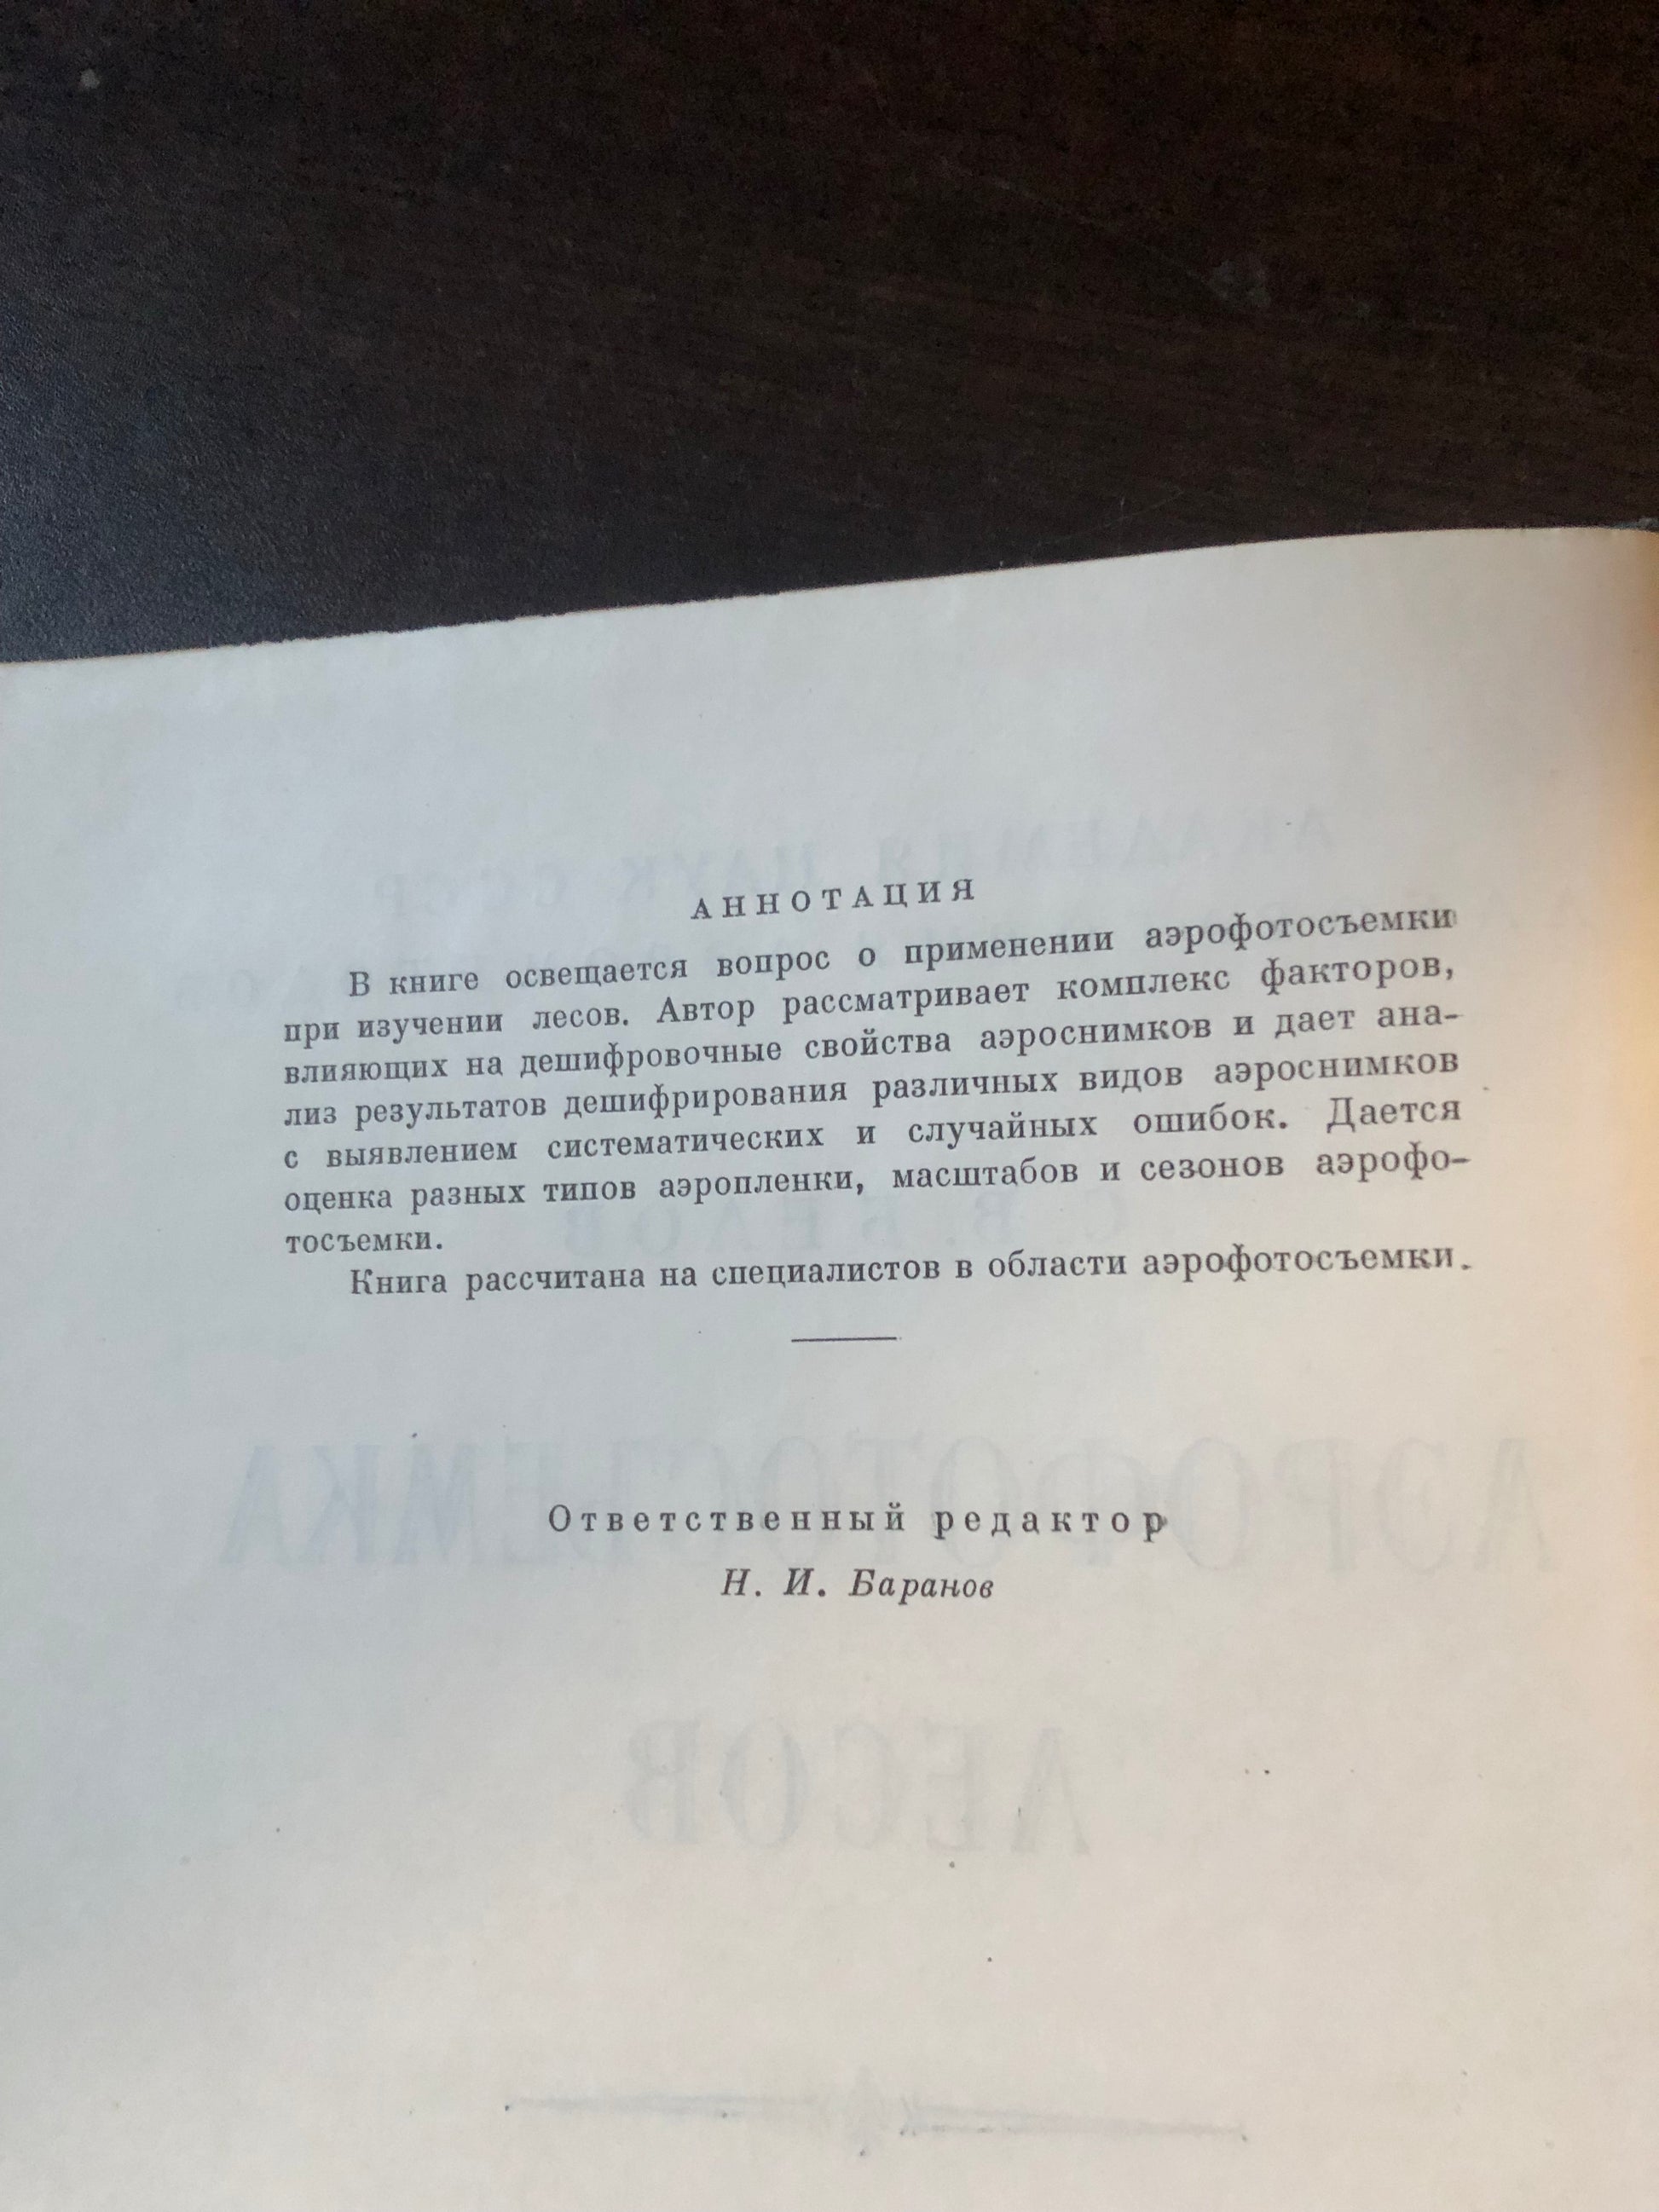 АННОТАЦИЯ
В книге освещается вопрос о применении аэрофотосъемки
при изучении лесов. Автор рассматривает комплекс факторов,
влияющих на дешифровочные свойства аэроснимков и дает ана-
лиз результатов дешифрирования различных видов аэроснимков
с выявлением систематических и случайных ошибок. Дается
оценка разных типов аэропленки, масштабов и сезонов аэрофо-
тосъемки.
Книга рассчитана на специалистов в области аэрофотосъемки.
Ответственный редактор
Н. И. Баранов